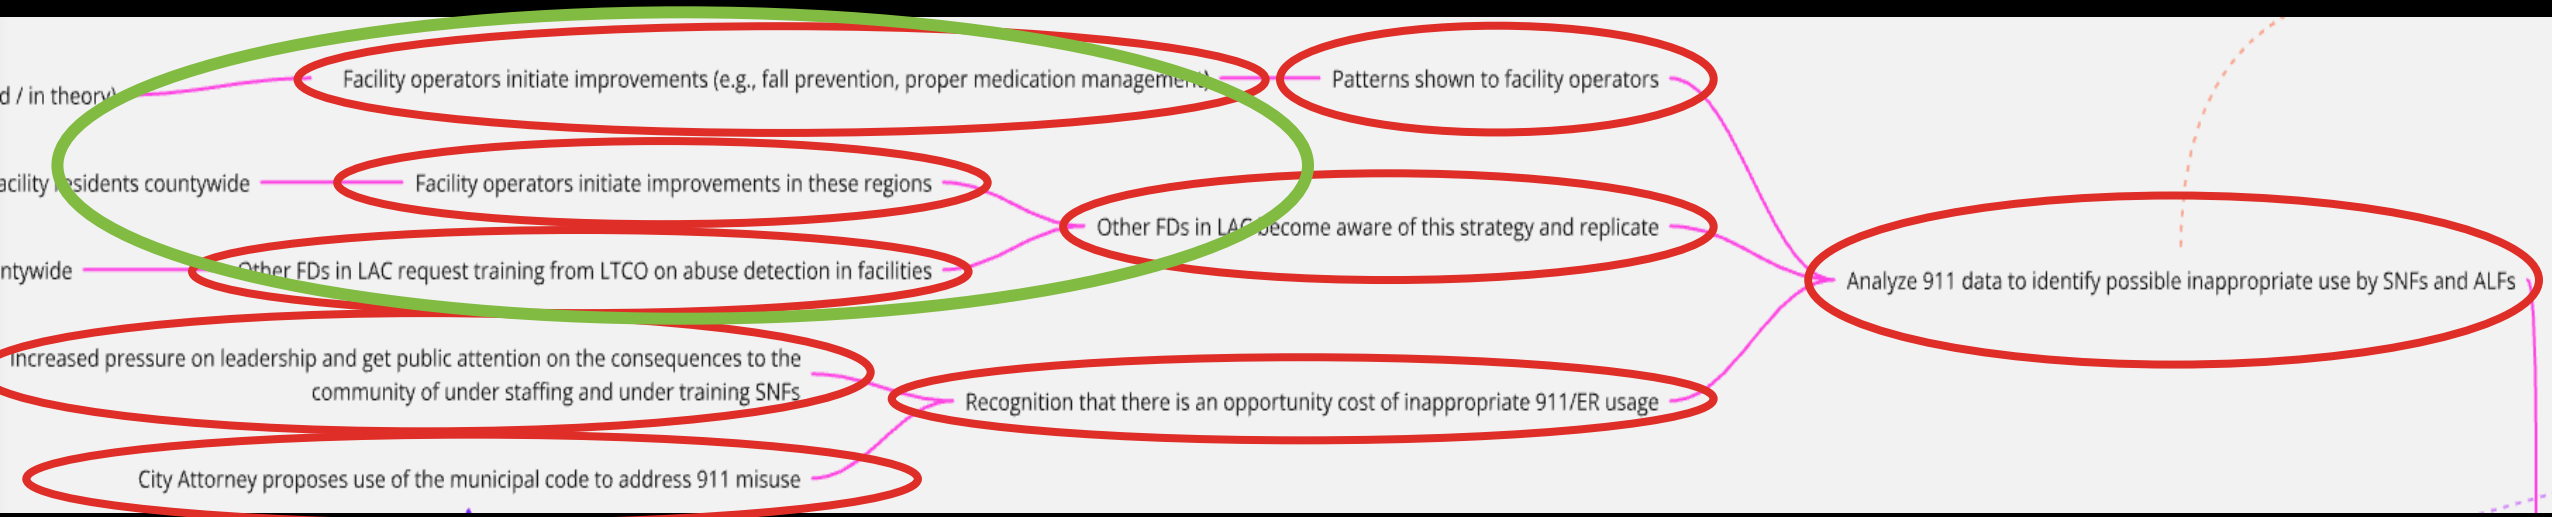 d / in theory)
Facility operators initiate improvements (e.g., fall prevention, proper medication management)
Patterns shown to facility operators
acility residents countywide
Facility operators initiate improvements in these regions
Other FDs in LAC become aware of this strategy and replicate
ntywide
Other FDs in LAC request training from LTCO on abuse detection in facilities
Analyze 911 data to identify possible inappropriate use by SNFs and ALFs
Increased pressure on leadership and get public attention on the consequences to the
community of under staffing and under training SNFs
Recognition that there is an opportunity cost of inappropriate 911/ER usage
City Attorney proposes use of the municipal code to address 911 misuse